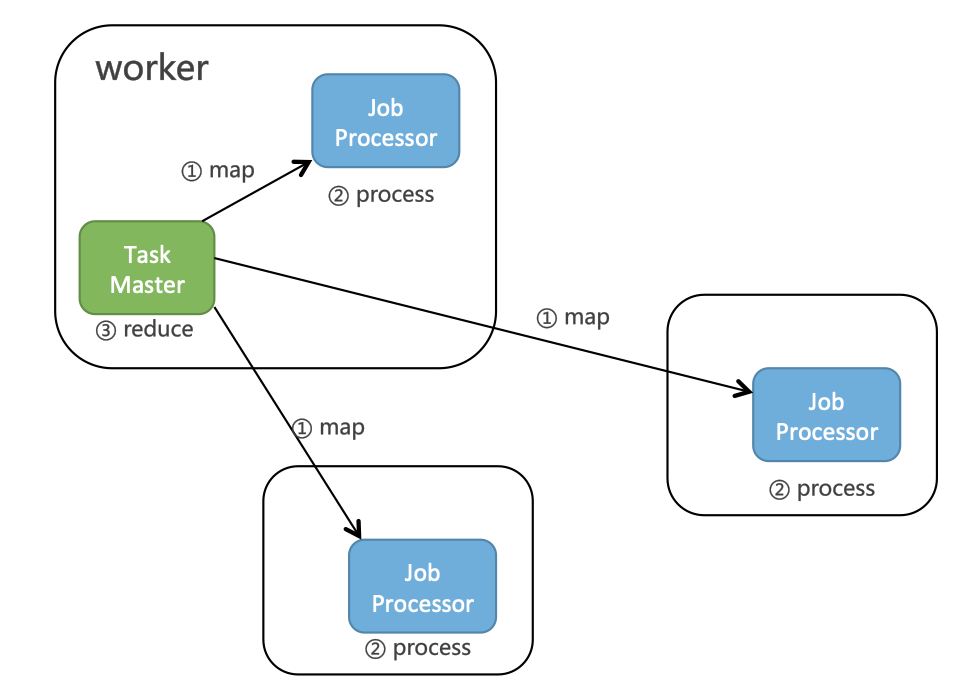 worker
Job
Processor
① map
② process
Task
Master
③ reduce
① map
① map
Job
Processor
② process
Job
Processor
② process